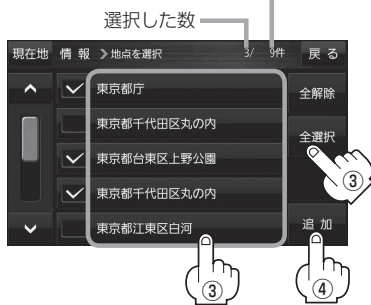 選択した数
現在地 情 報 ＞地点を選択 3/ 9件 戻 る
東京都庁
全解除
東京都千代田区丸の内
全選択
東京都台東区上野公園
③
東京都千代田区丸の内
東京都江東区白河
追 加
③
④